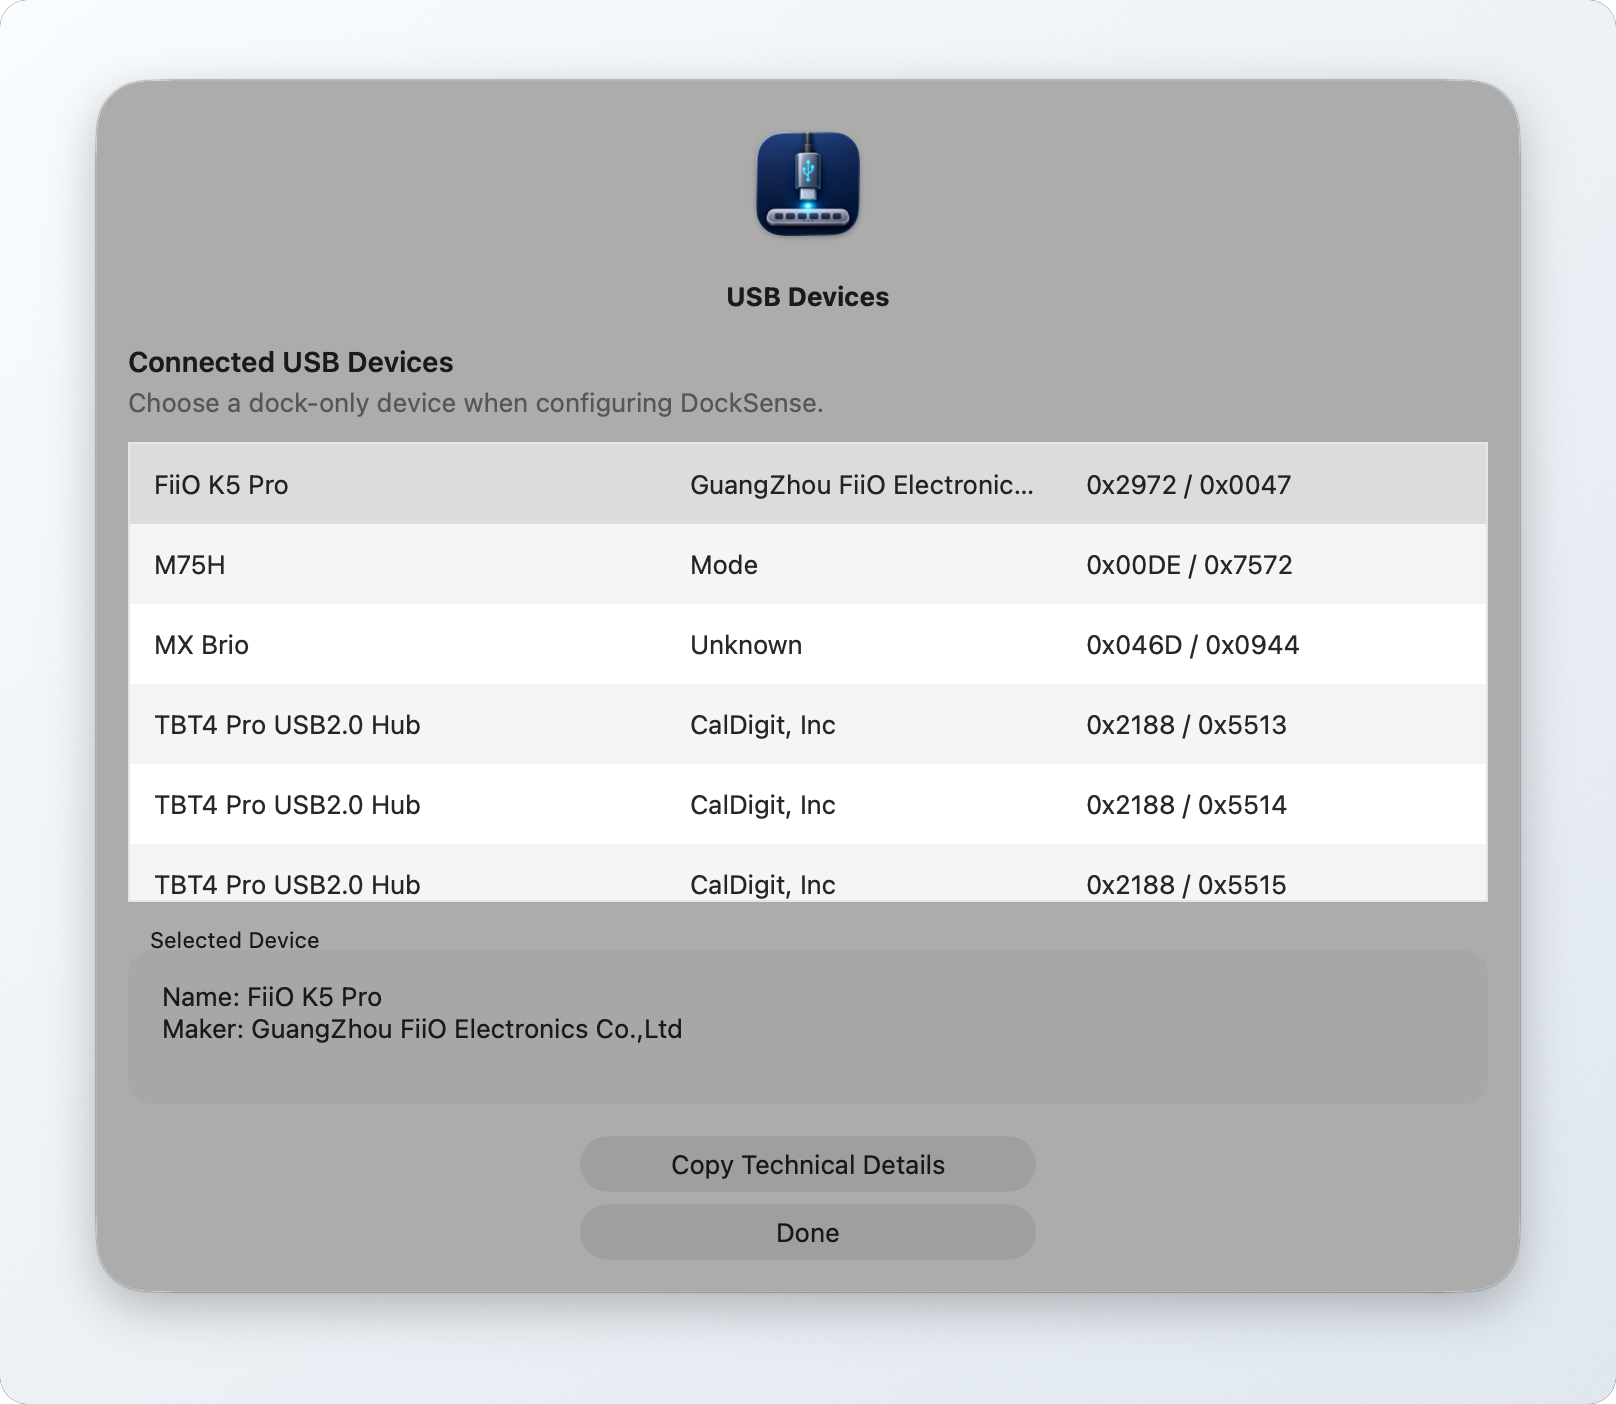 USB Devices
Connected USB Devices
Choose a dock-only device when configuring DockSense.
FiiO K5 Pro GuangZhou FiiO Electronic... 0x2972 / 0x0047
M75H Mode 0x00DE / 0x7572
MX Brio Unknown 0x046D / 0x0944
TBT4 Pro USB2.0 Hub CalDigit, Inc 0x2188 / 0x5513
TBT4 Pro USB2.0 Hub CalDigit, Inc 0x2188 / 0x5514
TBT4 Pro USB2.0 Hub CalDigit, Inc 0x2188 / 0x5515
Selected Device
Name: FiiO K5 Pro
Maker: GuangZhou FiiO Electronics Co.,Ltd
Copy Technical Details
Done